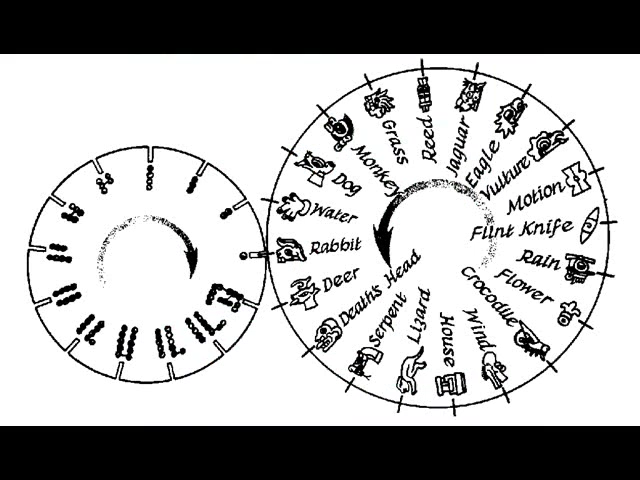 Crocodile
Wind
House
Lizard
Serpent
Death's Head
Deer
Rabbit
Water
Dog
Monkey
Grass
Reed
Jaguar
Eagle
Vulture
Motion
Flint Knife
Rain
Flower